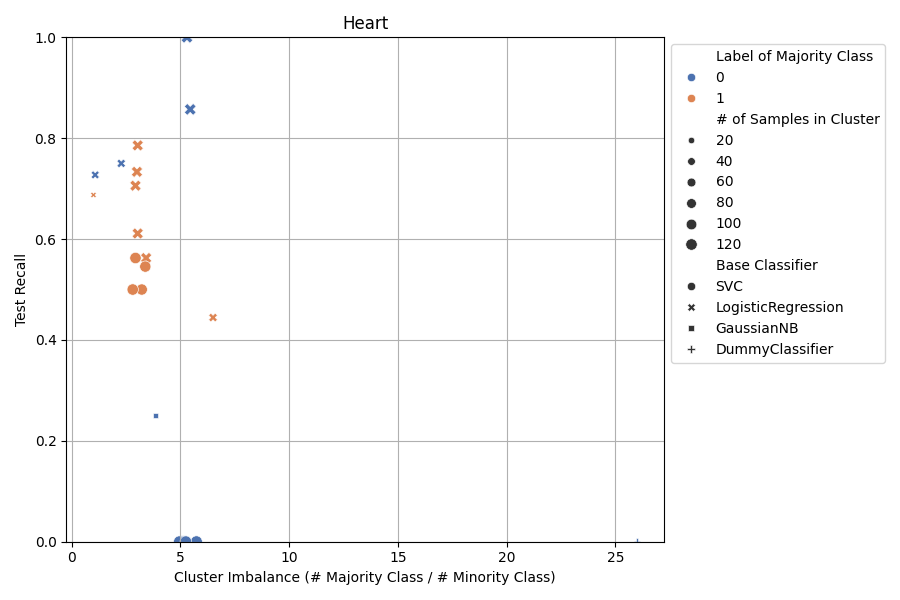 Heart
Test Recall
1.0
0.8
0.6
0.4
0.2
0.0
0
5
10
15
20
25
Cluster Imbalance (# Majority Class / # Minority Class)
Label of Majority Class
0
1
# of Samples in Cluster
20
40
60
80
100
120
Base Classifier
SVC
LogisticRegression
GaussianNB
DummyClassifier